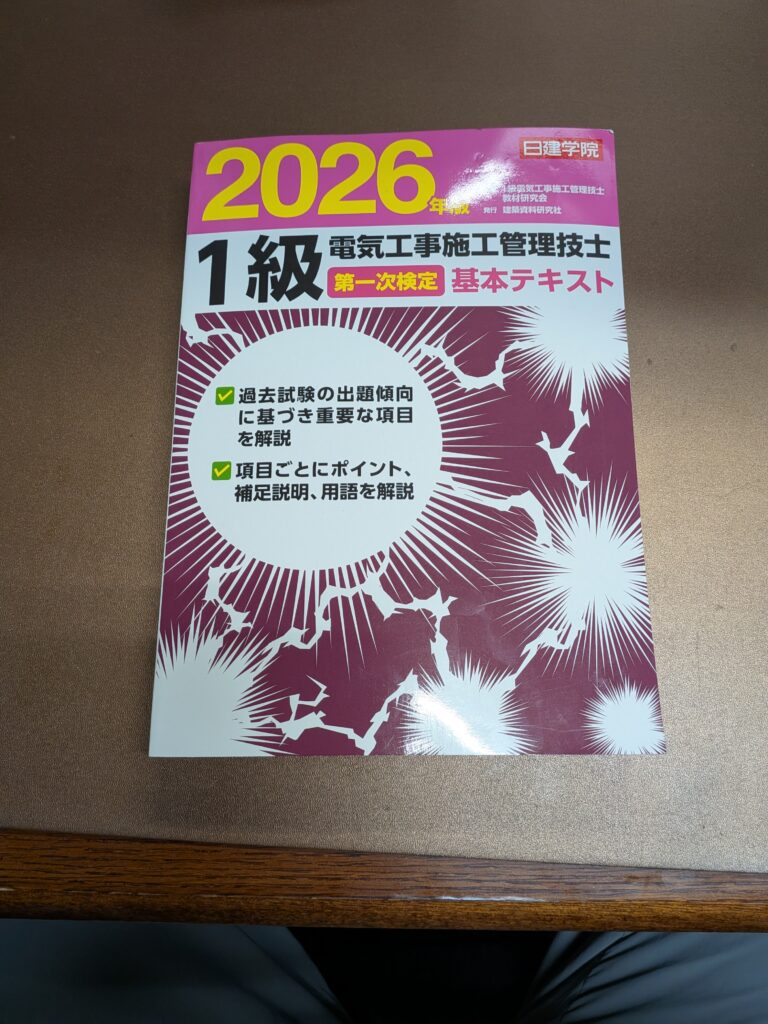 2026年版
日建学院
1級電気工事施工管理技士
教材研究会
発行 建築資料研究社
1級 電気工事施工管理技士
第一次検定 基本テキスト
過去試験の出題傾向
に基づき重要な項目
を解説
項目ごとにポイント、
補足説明、用語を解説